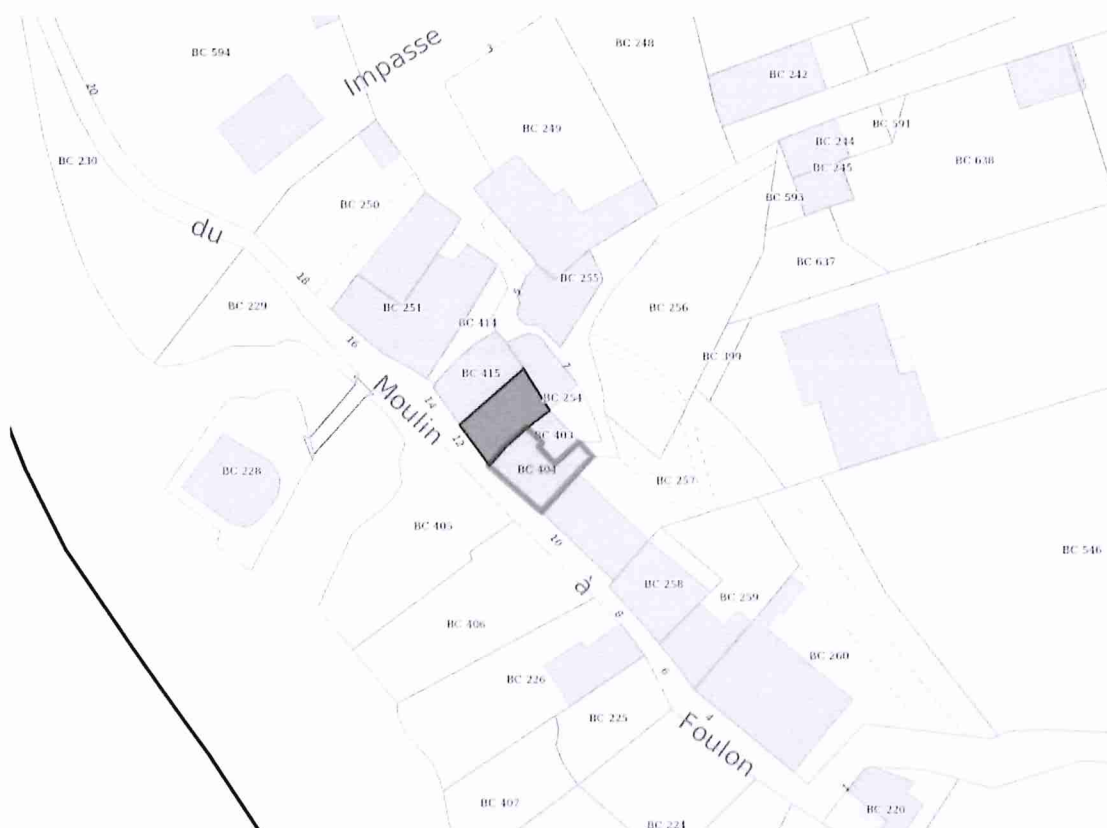 Impasse
3
BC 248
BC 594
BC 242
20
BC 591
BC 249
BC 244
BC 230
BC 245
BC 638
BC 593
BC 250
du
BC 637
18
BC 255
BC 229
BC 251
BC 256
BC 414
16
BC 399
BC 415
Moulin
14
BC 254
12
BC 403
BC 404
BC 228
BC 257
BC 405
10
BC 546
à
BC 258
BC 259
8
BC 406
BC 260
6
BC 226
4
BC 225
Foulon
BC 407
BC 220
BC 224